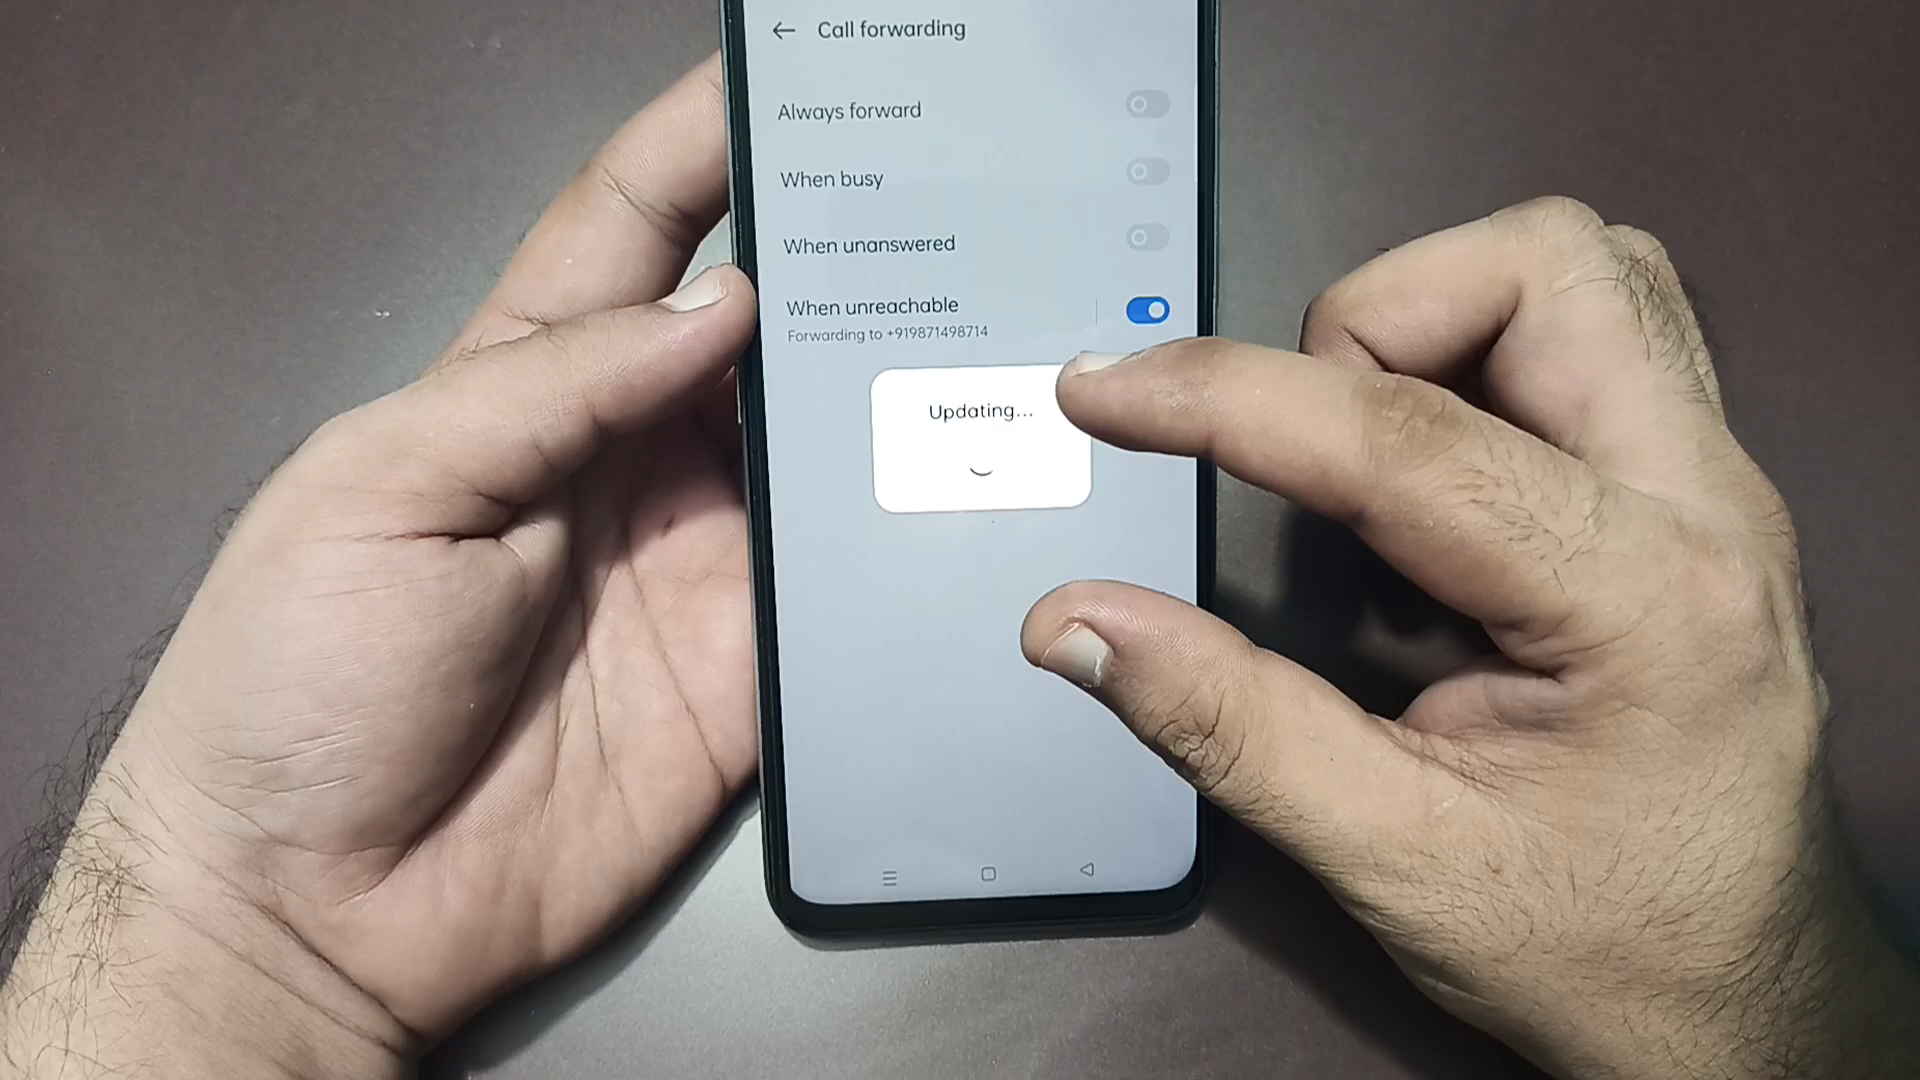 Call forwarding
Always forward
When busy
When unanswered
When unreachable
Forwarding to +919871498714
Updating...